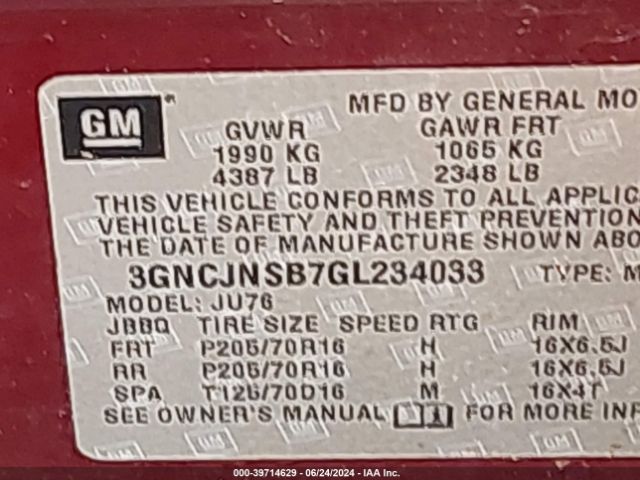 GM
MFD BY GENERAL MO
GVWR GAWR FRT
1990 KG 1065 KG
4387 LB 2348 LB
THIS VEHICLE CONFORMS TO ALL APPLIC
VEHICLE SAFETY AND THEFT PREVENTION
THE DATE OF MANUFACTURE SHOWN ABO
3GNCJNSB7GL234033 TYPE: M
MODEL: JU76
JBBQ TIRE SIZE SPEED RTG RIM
FRT P205/70R16 H 16X6.5J
RR P205/70R16 H 16X6.5J
SPA T125/70D16 M 16X4T
SEE OWNER'S MANUAL FOR MORE INF
000-39714629 - 06/24/2024 - IAA Inc.